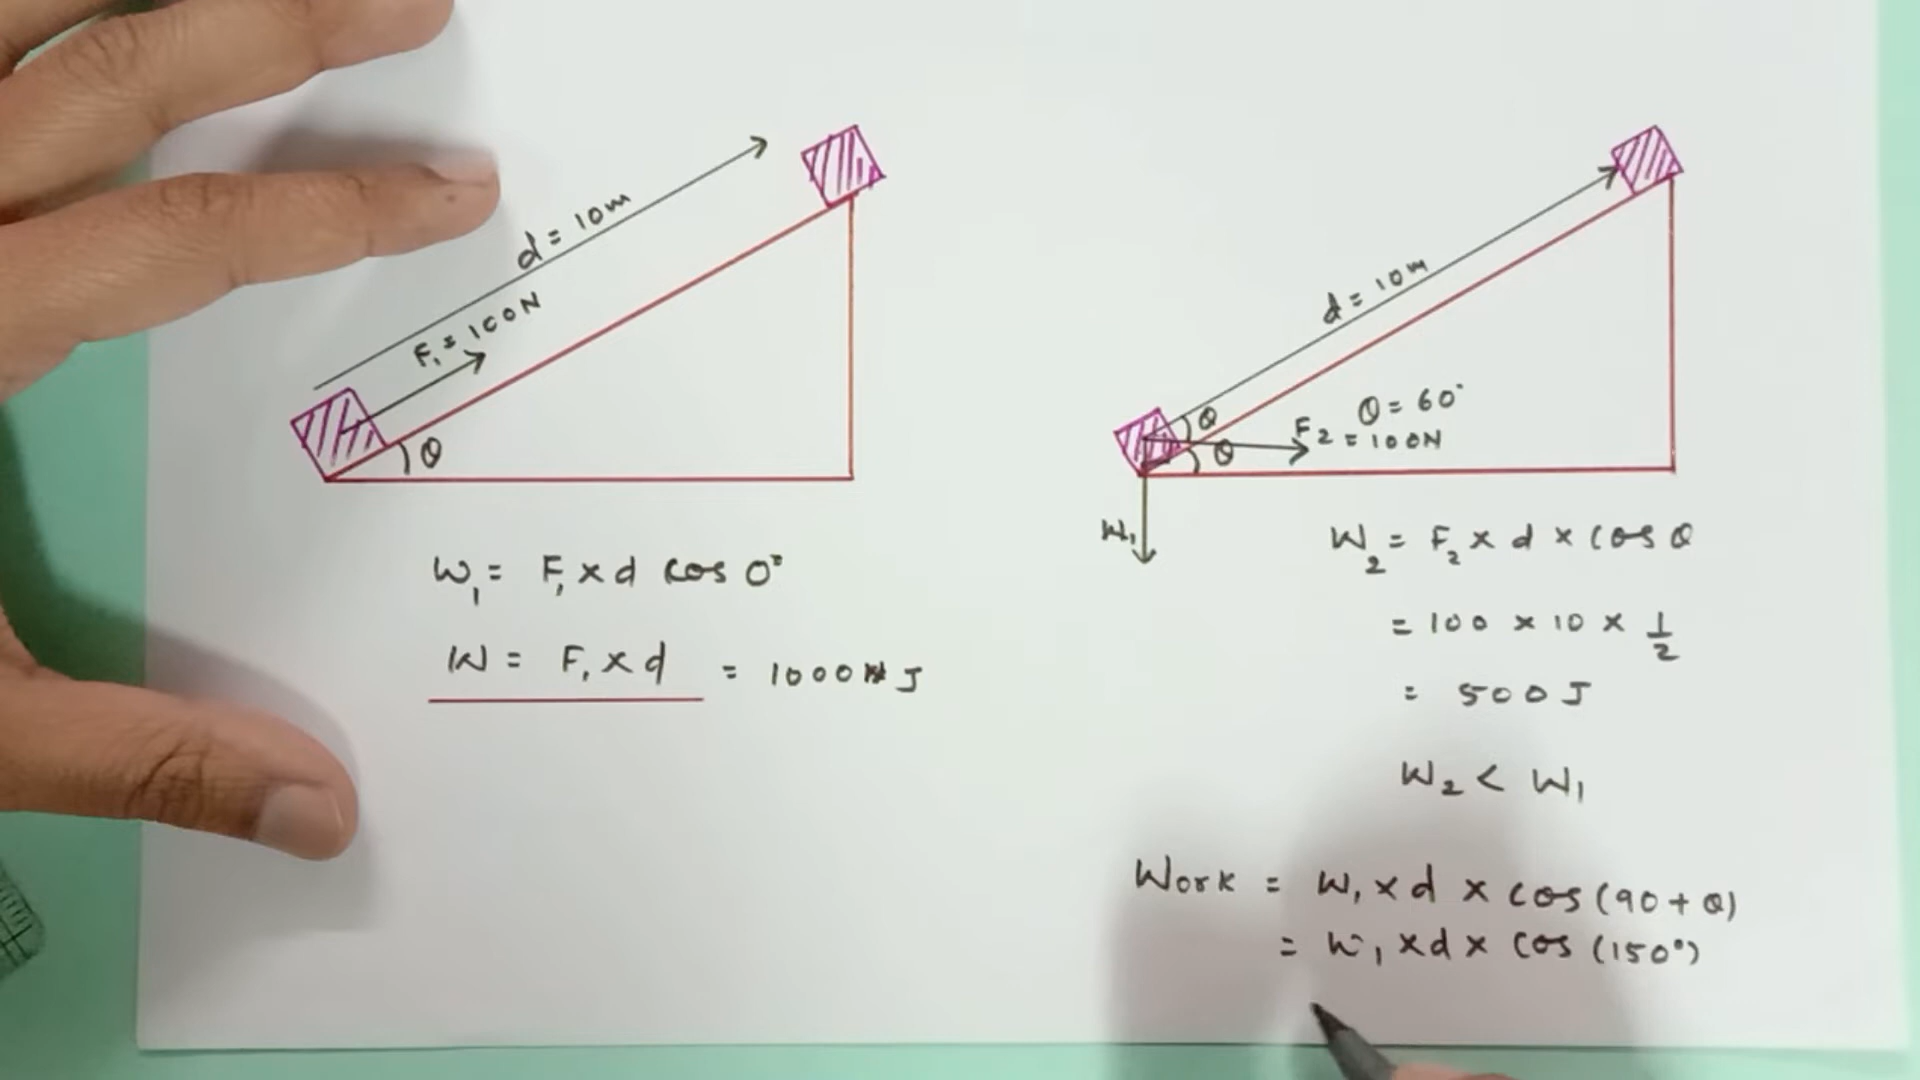 d = 10m
F₁ = 100N
θ
W₁ = F₁ x d cos 0°
W = F₁ x d = 1000 J
d = 10m
θ
θ = 60°
F2 = 100N
θ
W₁
W₂ = F₂ x d x cos θ
= 100 x 10 x 1/2
= 500J
W₂ < W₁
Work = W₁ x d x cos (90 + θ)
= W₁ x d x cos (150°)